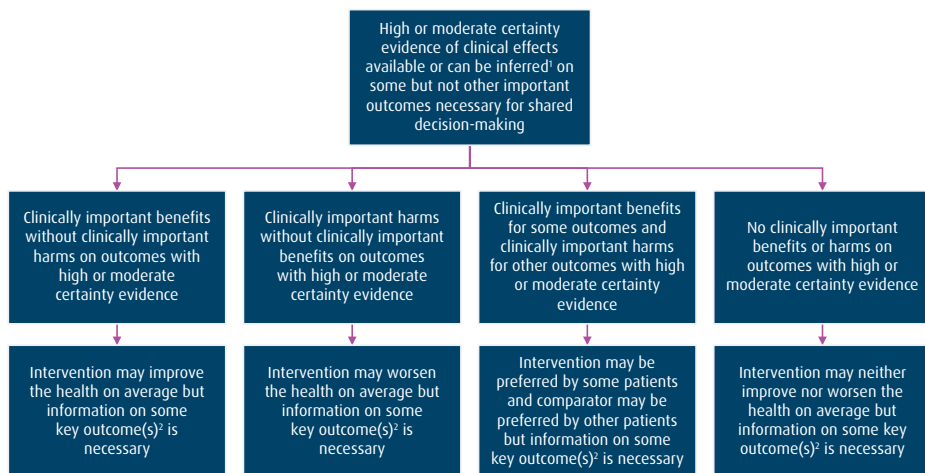 High or moderate certainty
evidence of clinical effects
available or can be inferred¹ on
some but not other important
outcomes necessary for shared
decision-making
Clinically important benefits
without clinically important
harms on outcomes with
high or moderate
certainty evidence
Clinically important harms
without clinically important
benefits on outcomes
with high or moderate
certainty evidence
Clinically important benefits
for some outcomes and
clinically important harms
for other outcomes with high
or moderate certainty
evidence
No clinically important
benefits or harms on
outcomes with high or
moderate certainty evidence
Intervention may improve
the health on average but
information on some
key outcome(s)² is
necessary
Intervention may worsen
the health on average but
information on some
key outcome(s)² is
necessary
Intervention may be
preferred by some patients
and comparator may be
preferred by other patients
but information on some
key outcome(s)² is necessary
Intervention may neither
improve nor worsen the
health on average but
information on some key
outcome(s)² is necessary